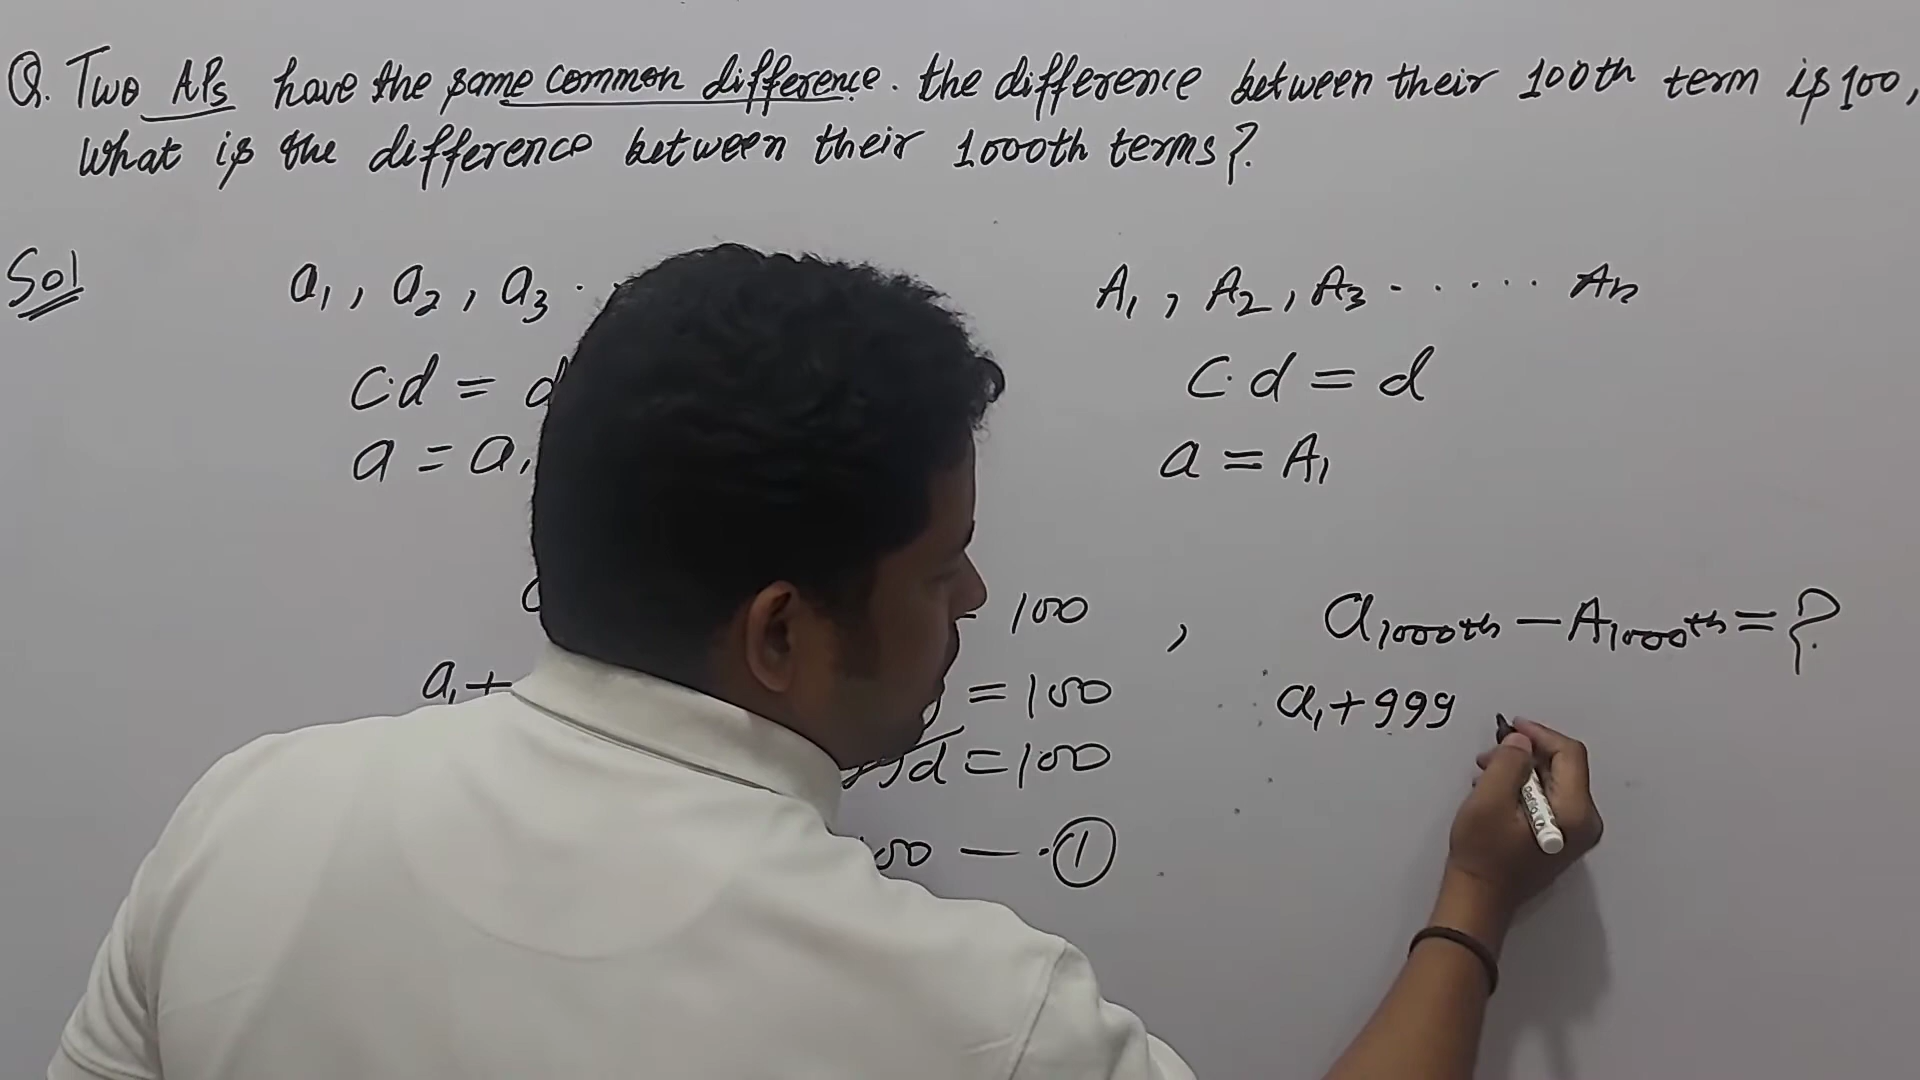 Q. Two APs have the same common difference. the difference between their 100th term is 100,
What is the difference between their 1000th terms?
Sol
a1, a2, a3 . .
A1, A2, A3 - . . . . . An
C.d = d
C.d = d
a = a1
a = A1
= 100 , a1000th - A1000th = ?
a1 + = 100
a1 + 999
d = 100
100 — . ①